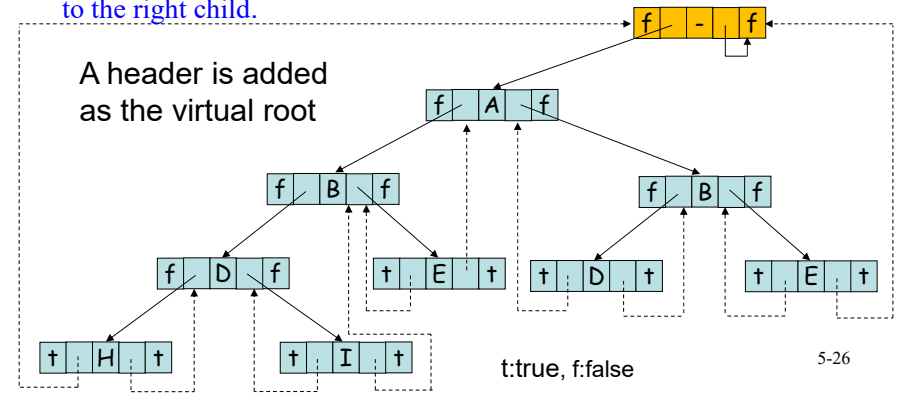 to the right child.
f - f
A header is added
as the virtual root
f A f
f B f
f B f
f D f
t E t
t D t
t E t
t H t
t I t
t:true, f:false
5-26